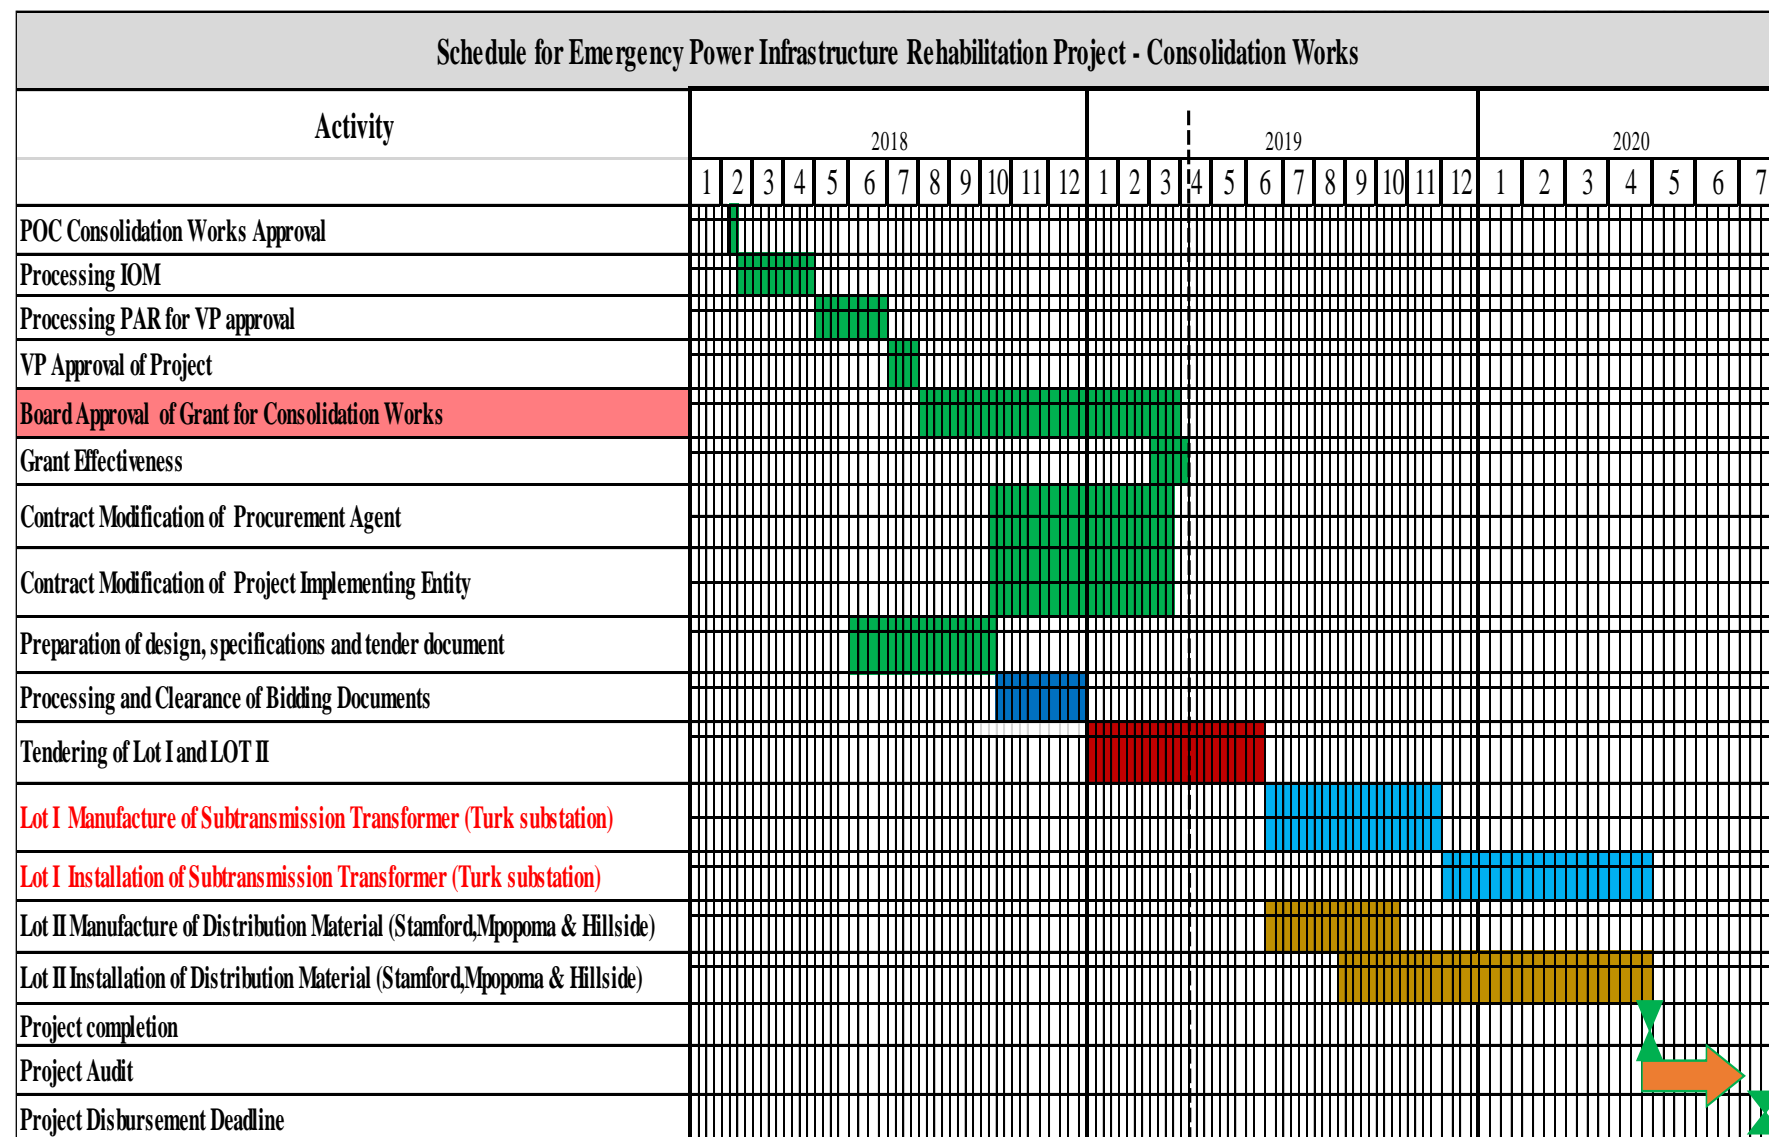 Schedule for Emergency Power Infrastructure Rehabilitation Project - Consolidation Works
Activity
2018 2019 2020
1 2 3 4 5 6 7 8 9 10 11 12 1 2 3 4 5 6 7 8 9 10 11 12 1 2 3 4 5 6 7
POC Consolidation Works Approval
Processing IOM
Processing PAR for VP approval
VP Approval of Project
Board Approval of Grant for Consolidation Works
Grant Effectiveness
Contract Modification of Procurement Agent
Contract Modification of Project Implementing Entity
Preparation of design, specifications and tender document
Processing and Clearance of Bidding Documents
Tendering of Lot I and LOT II
Lot I Manufacture of Subtransmission Transformer (Turk substation)
Lot I Installation of Subtransmission Transformer (Turk substation)
Lot II Manufacture of Distribution Material (Stamford,Mpopoma & Hillside)
Lot II Installation of Distribution Material (Stamford,Mpopoma & Hillside)
Project completion
Project Audit
Project Disbursement Deadline